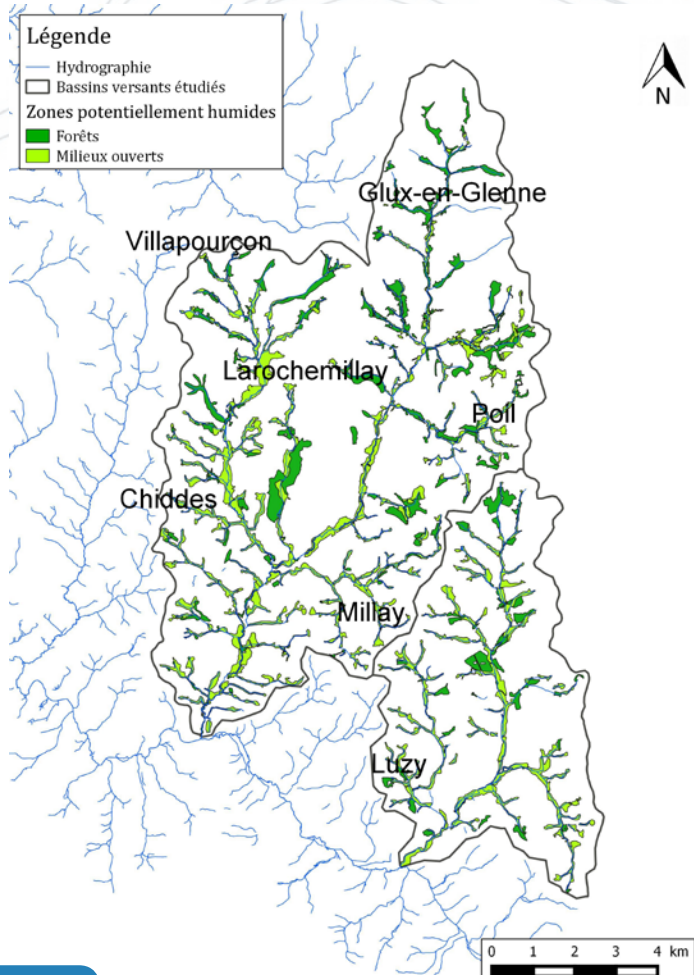 Légende
Hydrographie
Bassins versants étudiés
Zones potentiellement humides
Forêts
Milieux ouverts
N
Glux-en-Glenne
Villapourçon
Larochemillay
Poil
Chiddes
Millay
Luzy
0 1 2 3 4 km